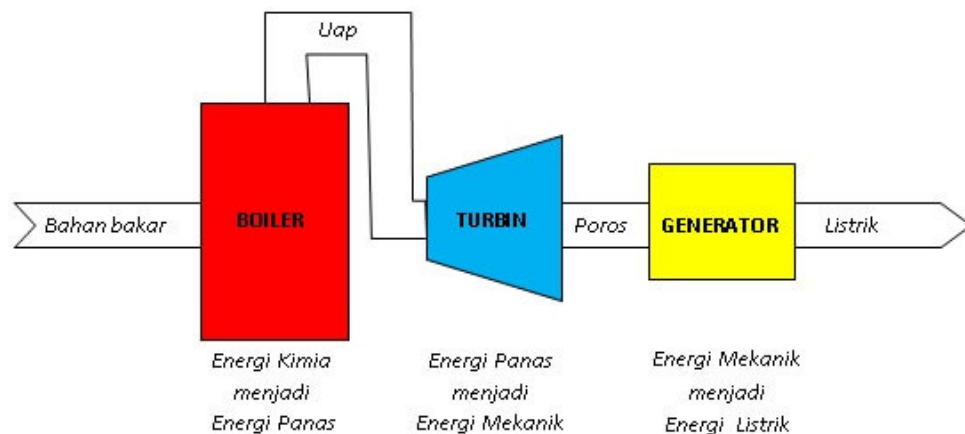 Uap
Bahan bakar
BOILER
TURBIN
Poros
GENERATOR
Listrik
Energi Kimia
menjadi
Energi Panas
Energi Panas
menjadi
Energi Mekanik
Energi Mekanik
menjadi
Energi Listrik